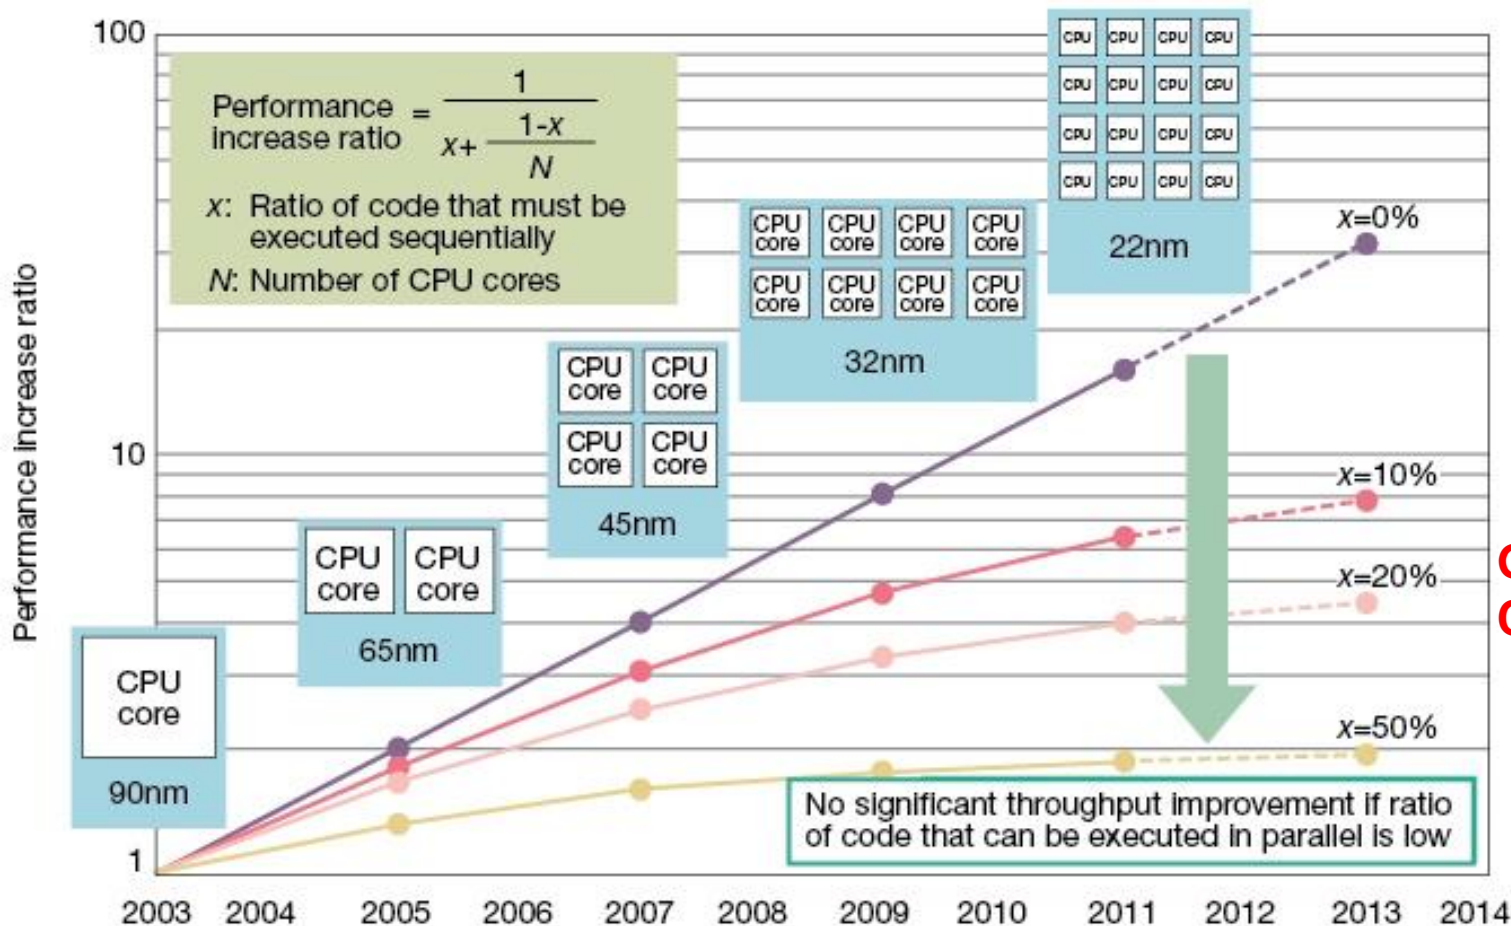 100
10
1
Performance increase ratio
Performance
increase ratio
=
1
x+
1-x
N
x: Ratio of code that must be
executed sequentially
N: Number of CPU cores
CPU
core
90nm
CPU
core
CPU
core
65nm
CPU
core
CPU
core
CPU
core
CPU
core
45nm
CPU
core
CPU
core
CPU
core
CPU
core
CPU
core
CPU
core
CPU
core
CPU
core
32nm
CPU CPU CPU CPU
CPU CPU CPU CPU
CPU CPU CPU CPU
CPU CPU CPU CPU
22nm
x=0%
x=10%
x=20%
x=50%
No significant throughput improvement if ratio
of code that can be executed in parallel is low
2003 2004 2005 2006 2007 2008 2009 2010 2011 2012 2013 2014